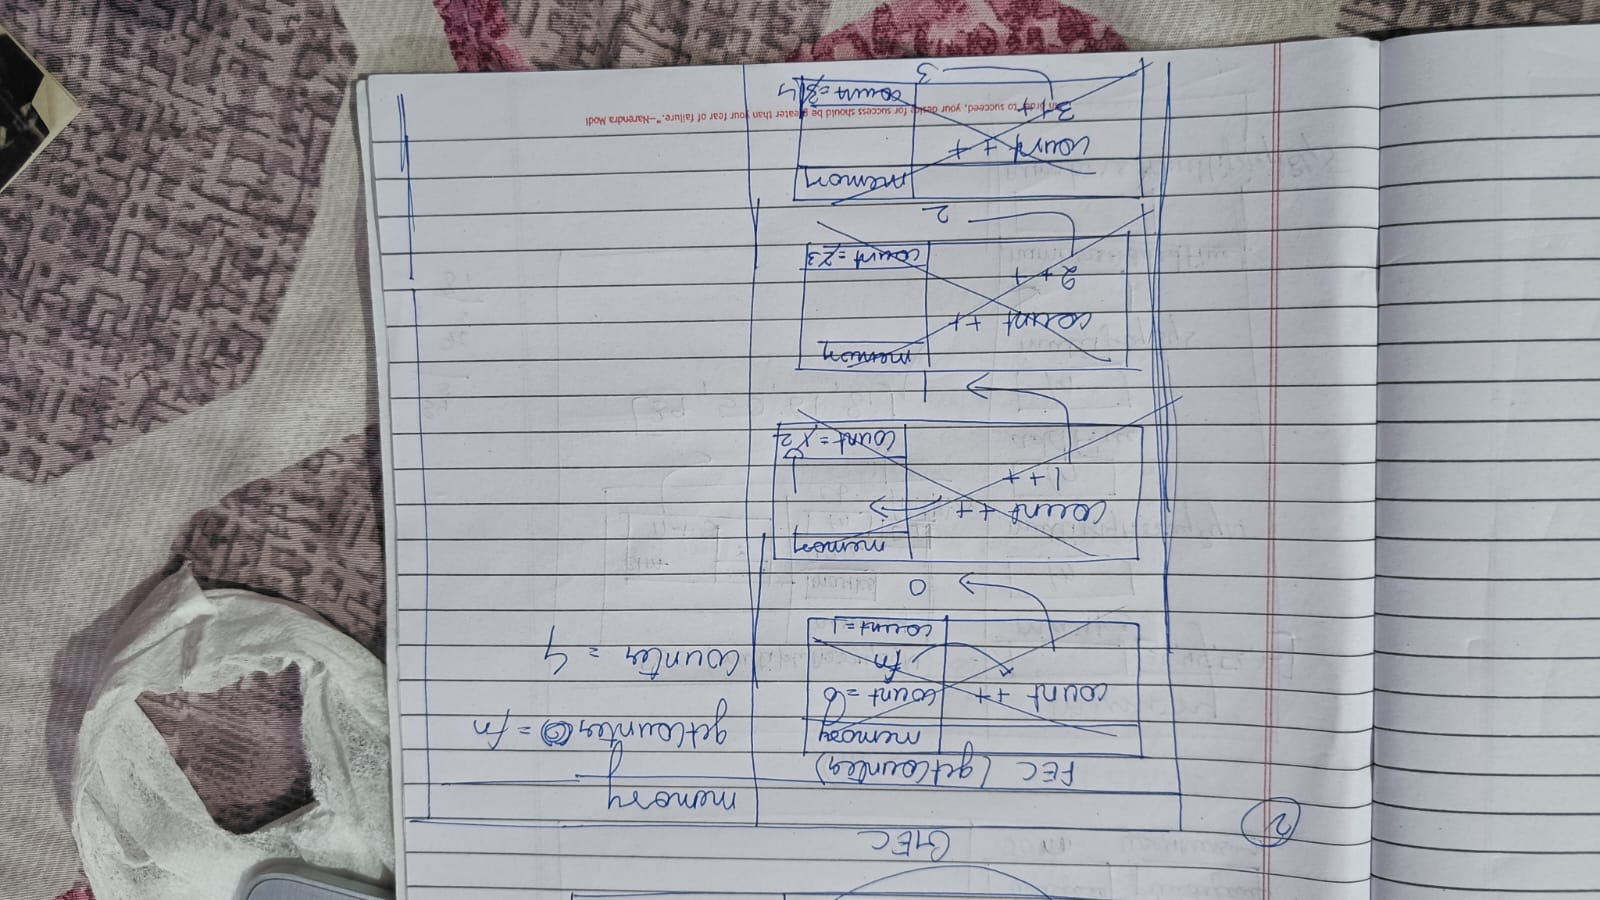 GEC
2
memory
FEC (getCounter)
getCounter() = fn
memory
count++
count = 0
counter = 4
fn
count = 1
0
memory
count++
1++
count = 1 2
1
memory
count++
2++
count = 2 3
2
memory
count++
"In order to succeed, your desire for success should be greater than your fear of failure."–Narendra Modi
3++
count = 3 4
3